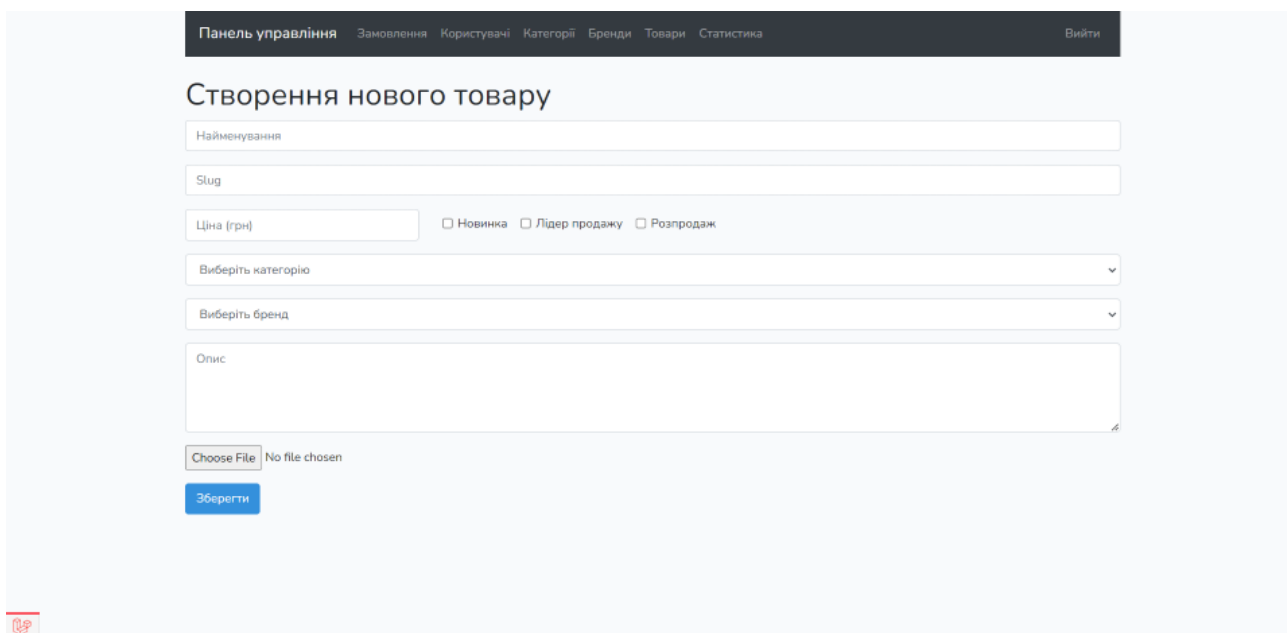 Панель управління Замовлення Користувачі Категорії Бренди Товари Статистика Вийти
Створення нового товару
Найменування
Slug
Ціна (грн) Новинка Лідер продажу Розпродаж
Виберіть категорію
Виберіть бренд
Опис
Choose File No file chosen
Зберегти